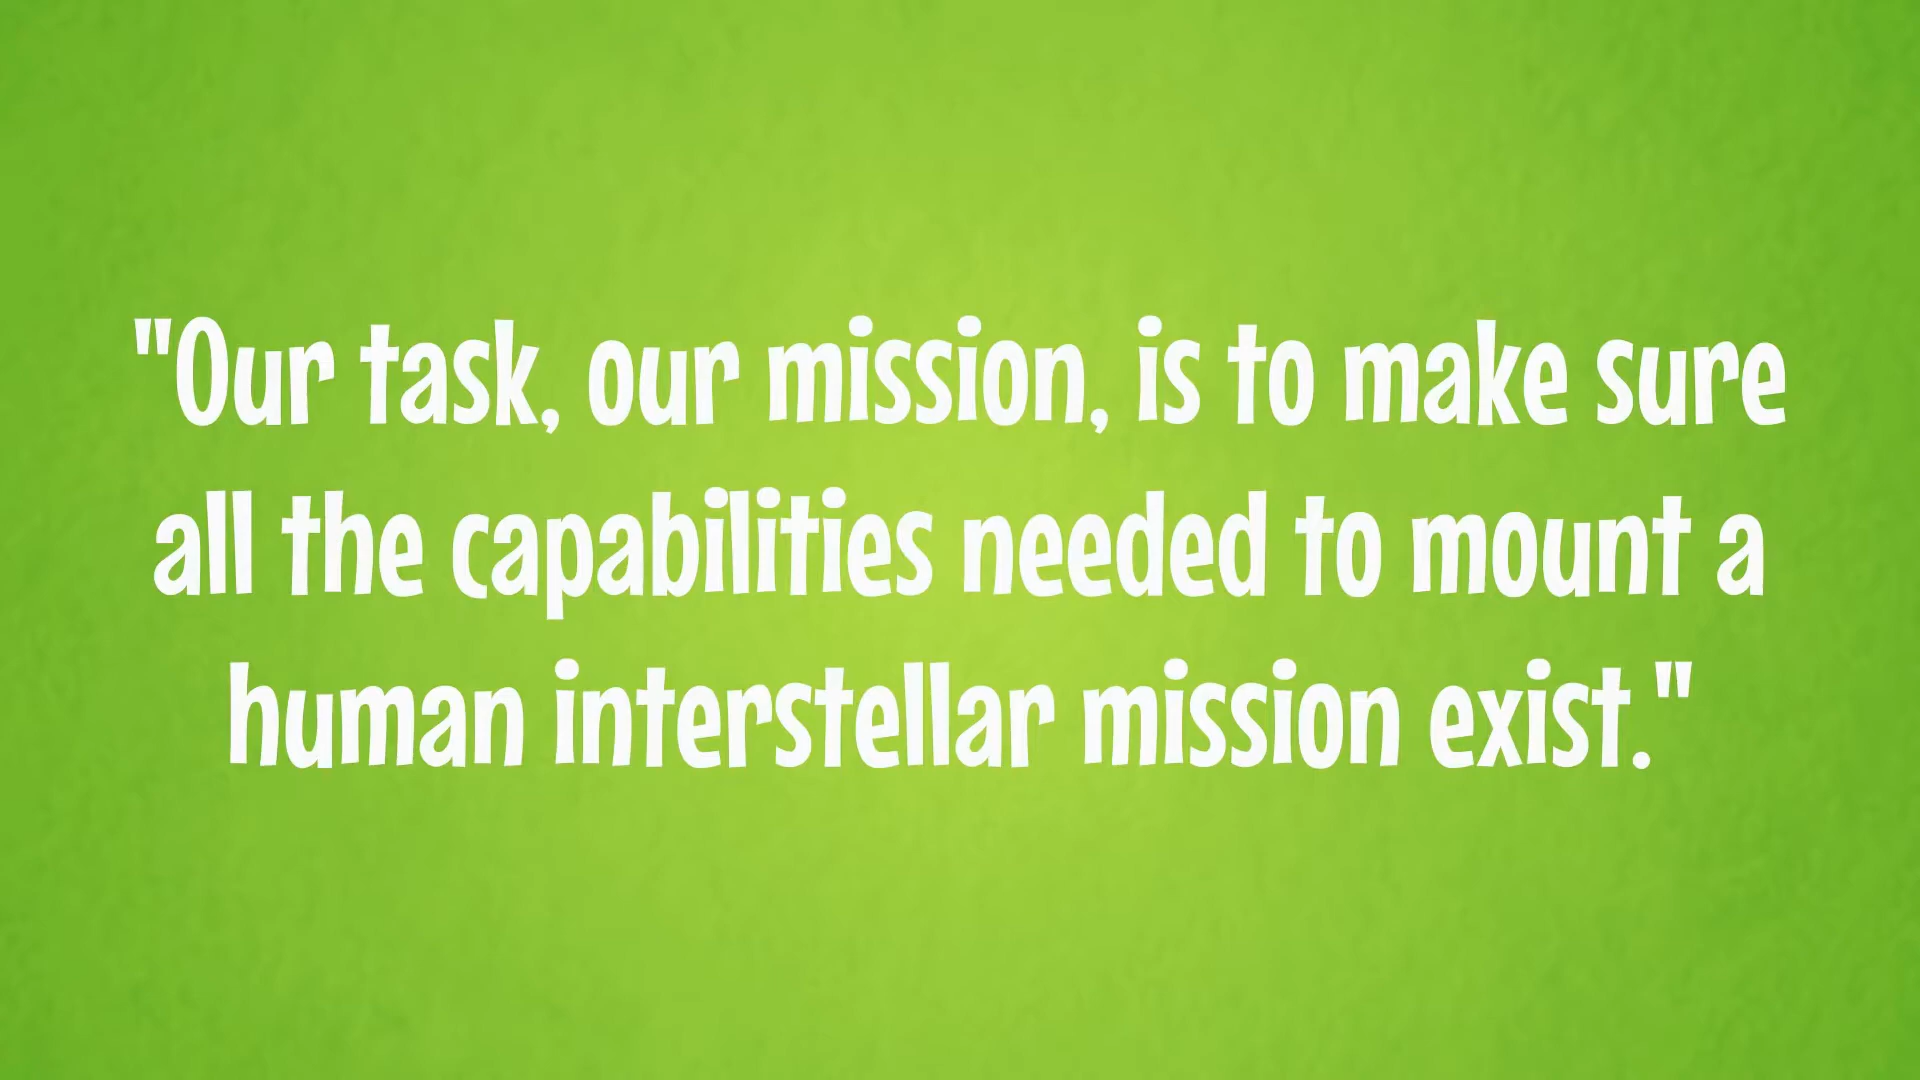 "Our task, our mission, is to make sure
all the capabilities needed to mount a
human interstellar mission exist."